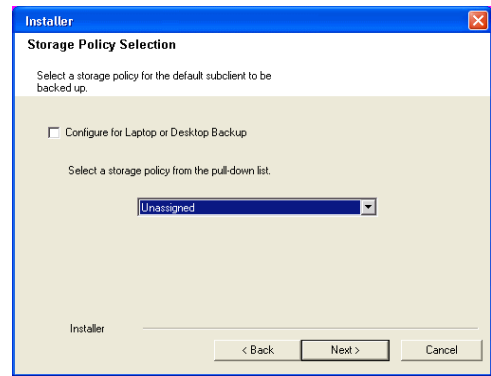 Installer
Storage Policy Selection
Select a storage policy for the default subclient to be
backed up.
Configure for Laptop or Desktop Backup
Select a storage policy from the pull-down list.
Unassigned
Installer
< Back Next > Cancel